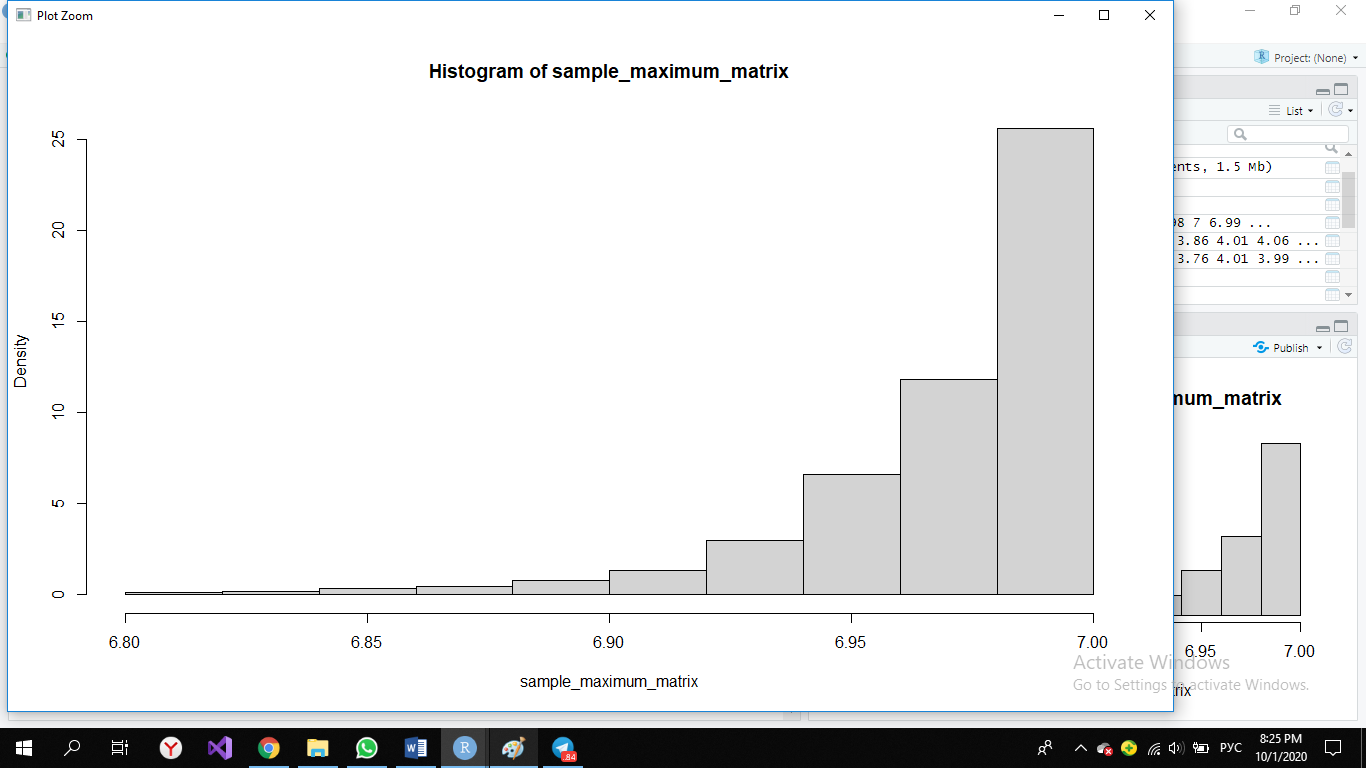 Plot Zoom
Histogram of sample_maximum_matrix
Project: (None)
List
25
20
15
10
5
0
Density
6.80
6.85
6.90
6.95
7.00
sample_maximum_matrix
ents, 1.5 Mb)
98 7 6.99 ...
3.86 4.01 4.06 ...
3.76 4.01 3.99 ...
Publish
mum_matrix
6.95
7.00
trix
Activate Windows
Go to Settings to activate Windows.
R
84
РУС
8:25 PM
10/1/2020